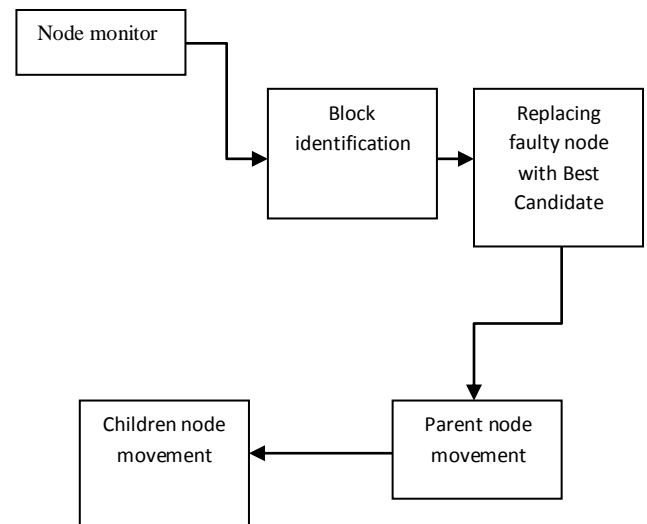 Node monitor
Block
identification
Replacing
faulty node
with Best
Candidate
Parent node
movement
Children node
movement